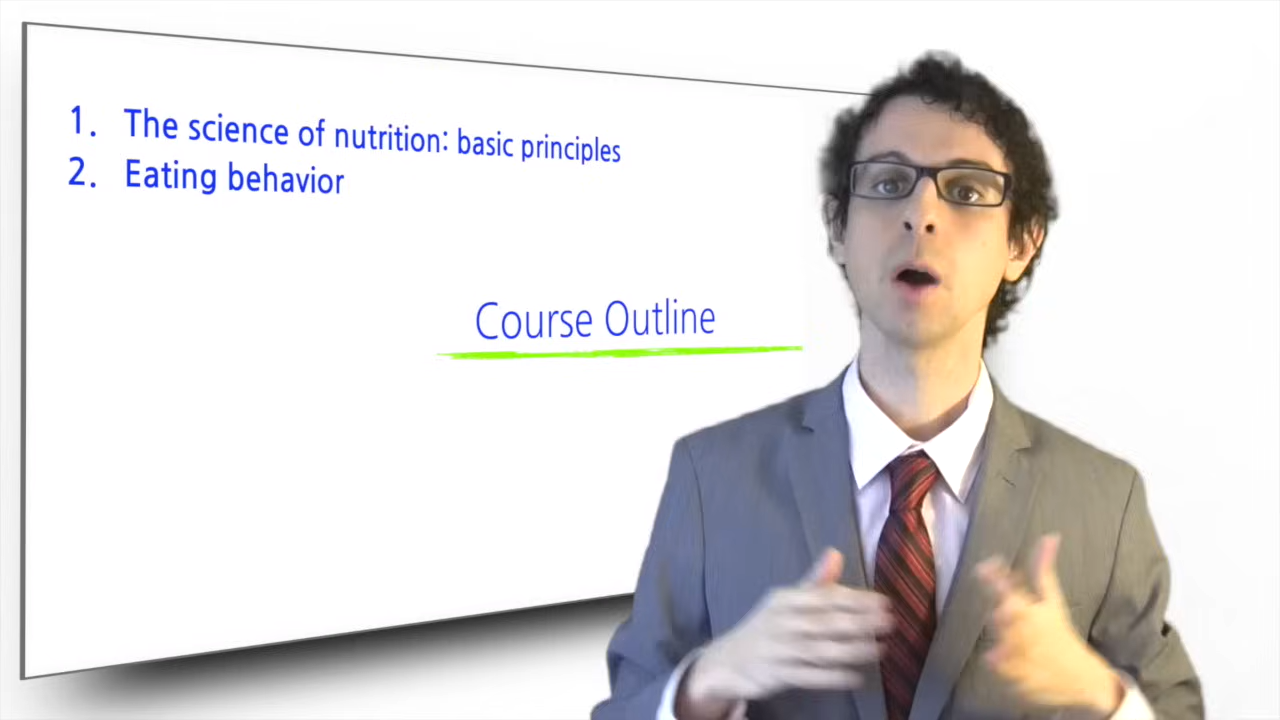 1. The science of nutrition: basic principles
2. Eating behavior
Course Outline